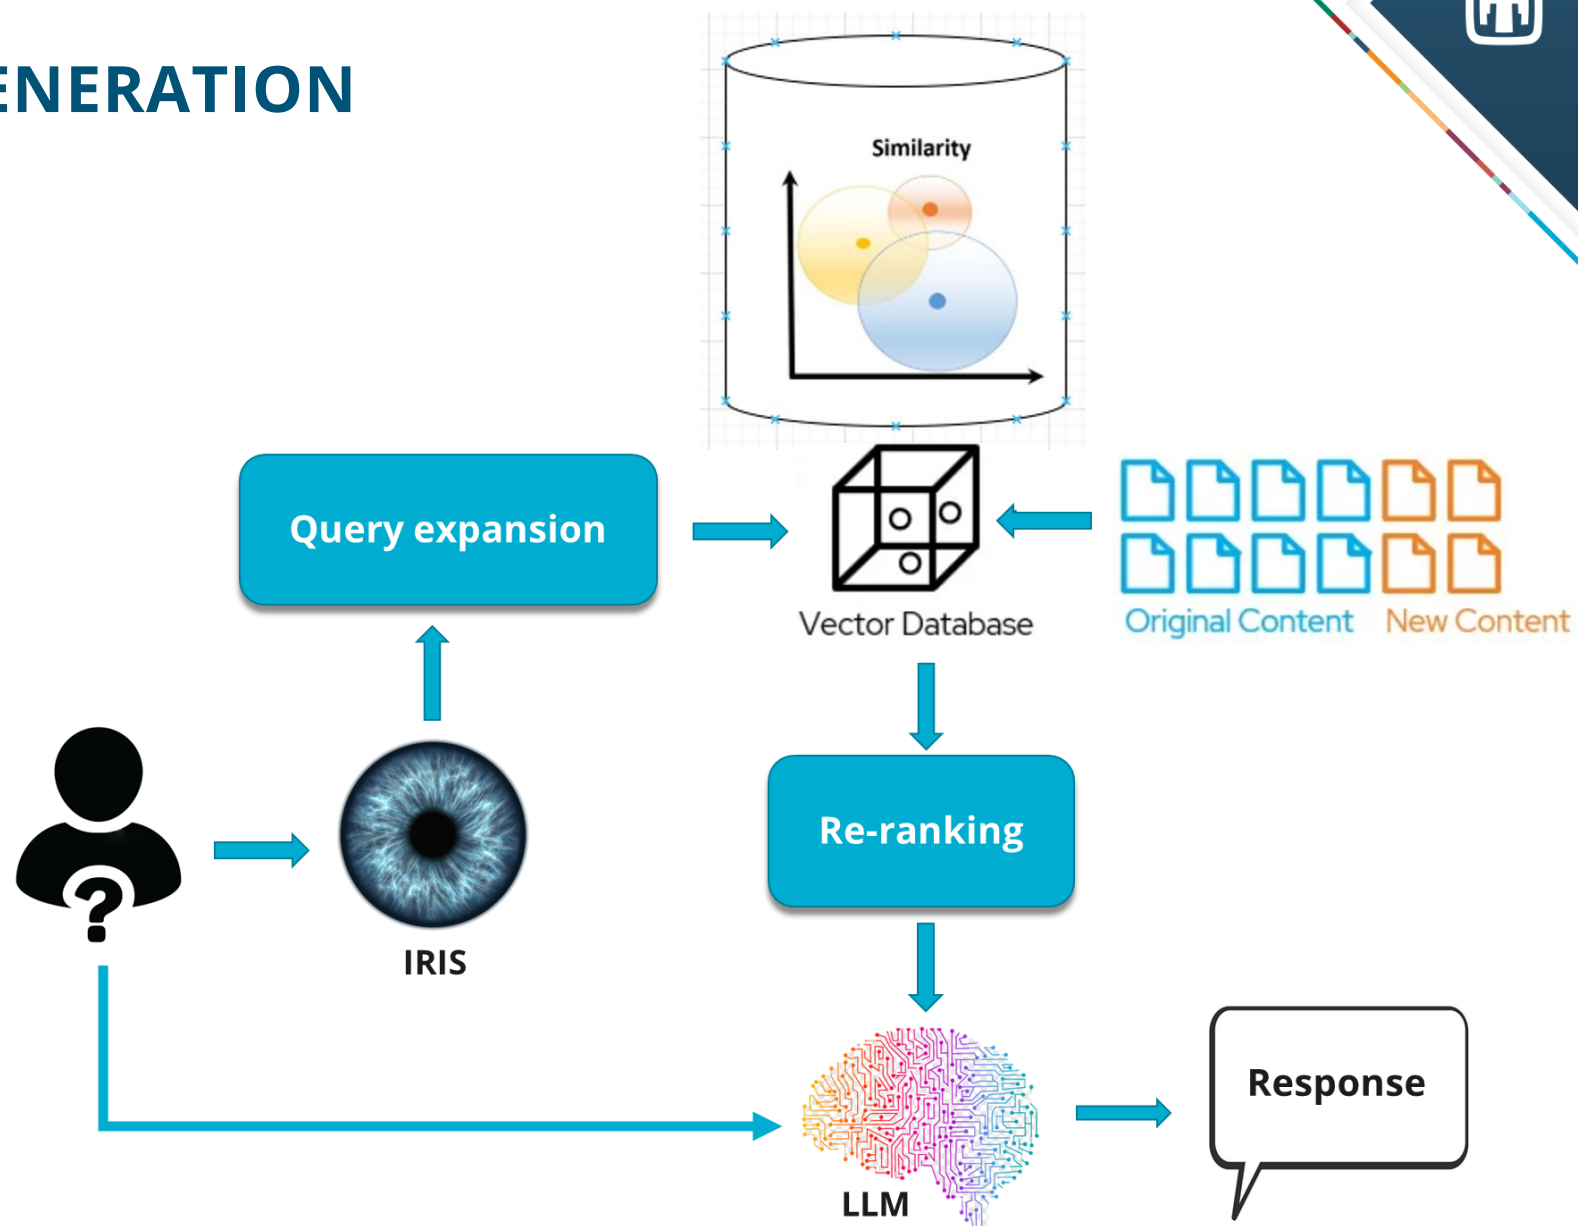 ENERATION
Similarity
Query expansion
Vector Database
Original Content
New Content
Re-ranking
?
IRIS
Response
LLM